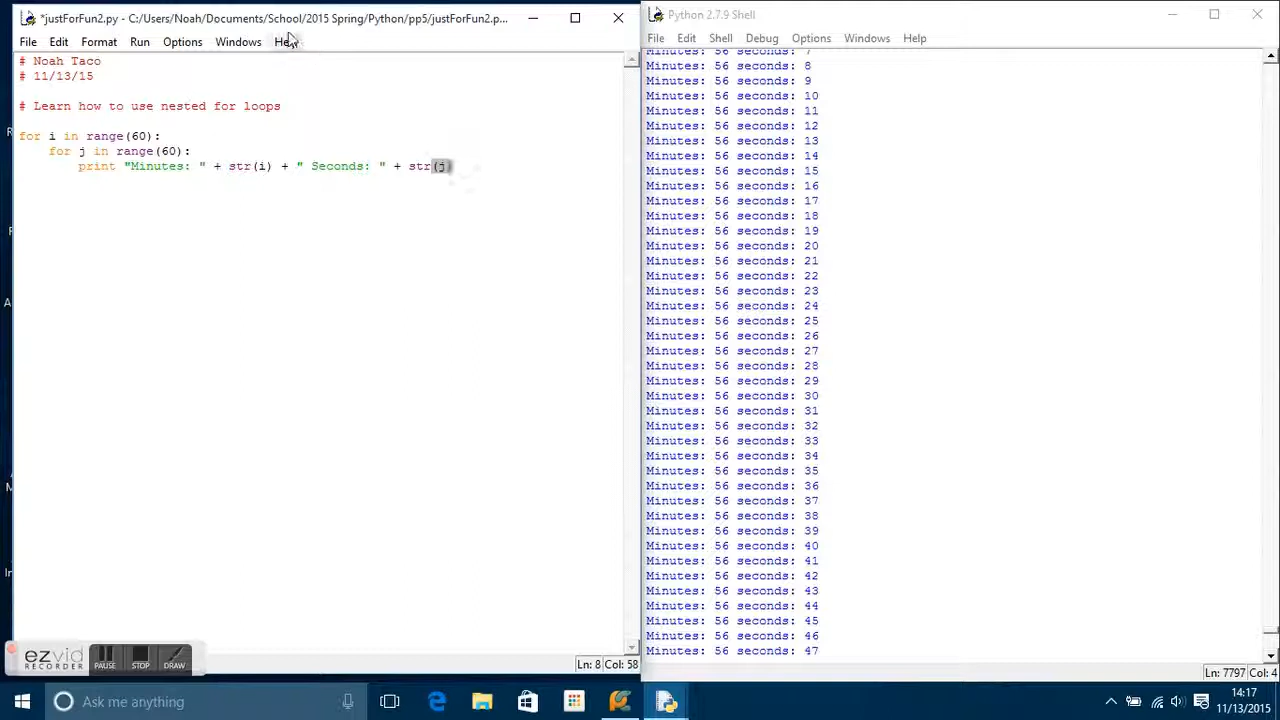 *justForFun2.py - C:/Users/Noah/Documents/School/2015 Spring/Python/pp5/justForFun2.p...
File Edit Format Run Options Windows
# Noah Taco
# 11/13/15
# Learn how to use nested for loops
for i in range(60):
for j in range(60):
print "Minutes: " + str(i) + " Seconds: " + str(j)
Ln: 8 Col: 58
ezvid
RECORDER
PAUSE
STOP
DRAW
Python 2.7.9 Shell
File Edit Shell Debug Options Windows Help
Minutes: 56 seconds: 7
Minutes: 56 seconds: 8
Minutes: 56 seconds: 9
Minutes: 56 seconds: 10
Minutes: 56 seconds: 11
Minutes: 56 seconds: 12
Minutes: 56 seconds: 13
Minutes: 56 seconds: 14
Minutes: 56 seconds: 15
Minutes: 56 seconds: 16
Minutes: 56 seconds: 17
Minutes: 56 seconds: 18
Minutes: 56 seconds: 19
Minutes: 56 seconds: 20
Minutes: 56 seconds: 21
Minutes: 56 seconds: 22
Minutes: 56 seconds: 23
Minutes: 56 seconds: 24
Minutes: 56 seconds: 25
Minutes: 56 seconds: 26
Minutes: 56 seconds: 27
Minutes: 56 seconds: 28
Minutes: 56 seconds: 29
Minutes: 56 seconds: 30
Minutes: 56 seconds: 31
Minutes: 56 seconds: 32
Minutes: 56 seconds: 33
Minutes: 56 seconds: 34
Minutes: 56 seconds: 35
Minutes: 56 seconds: 36
Minutes: 56 seconds: 37
Minutes: 56 seconds: 38
Minutes: 56 seconds: 39
Minutes: 56 seconds: 40
Minutes: 56 seconds: 41
Minutes: 56 seconds: 42
Minutes: 56 seconds: 43
Minutes: 56 seconds: 44
Minutes: 56 seconds: 45
Minutes: 56 seconds: 46
Minutes: 56 seconds: 47
Ln: 7797 Col: 4
Ask me anything
14:17
11/13/2015